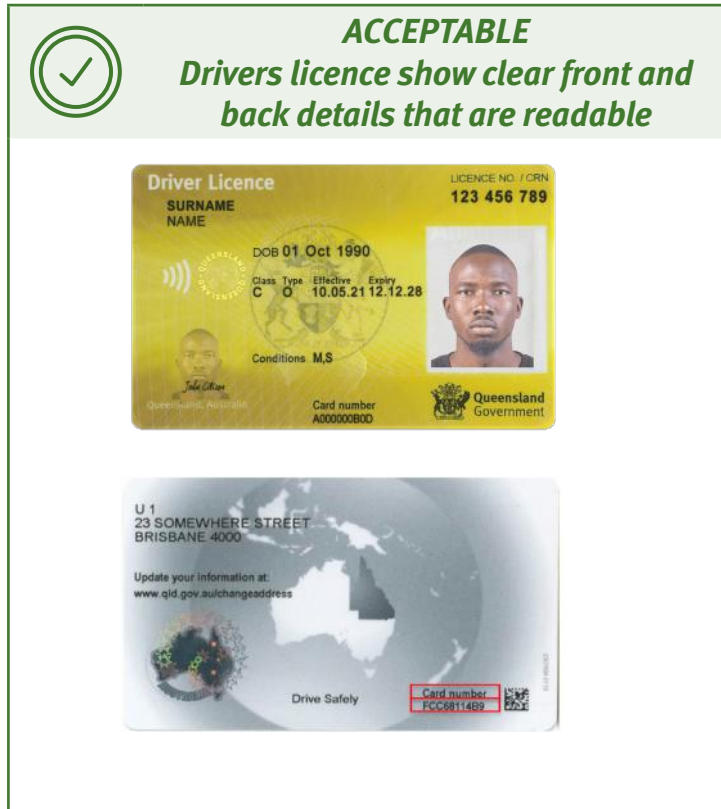 ACCEPTABLE
Drivers licence show clear front and
back details that are readable
Driver Licence
LICENCE NO. / CRN
123 456 789
SURNAME
NAME
DOB 01 Oct 1990
Class Type Effective Expiry
C O 10.05.21 12.12.28
Conditions M,S
John Citizen
Queensland, Australia
Card number
A000000B0D
Queensland
Government
U 1
23 SOMEWHERE STREET
BRISBANE 4000
Update your information at:
www.qld.gov.au/changeaddress
Drive Safely
Card number
FCC68114B9